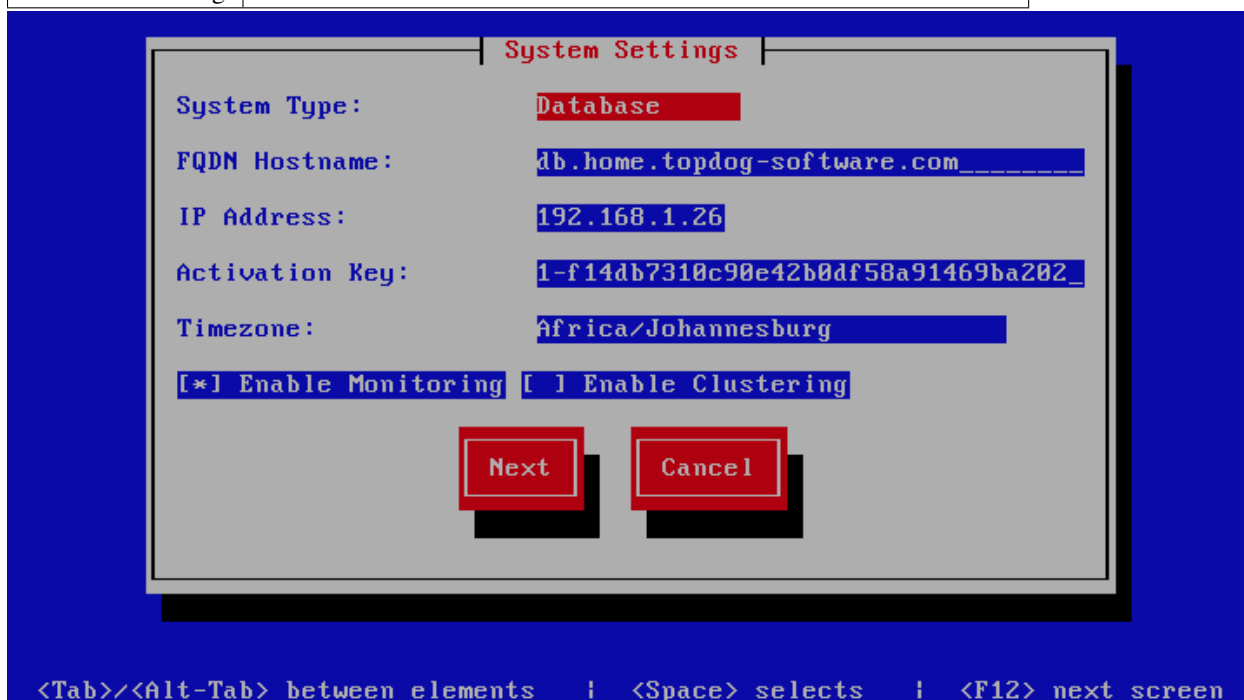 System Settings
System Type: Database
FQDN Hostname: db.home.topdog-software.com________
IP Address: 192.168.1.26
Activation Key: 1-f14db7310c90e42b0df58a91469ba202_
Timezone: Africa/Johannesburg
[*] Enable Monitoring [ ] Enable Clustering
Next Cancel
<Tab>/<Alt-Tab> between elements | <Space> selects | <F12> next screen